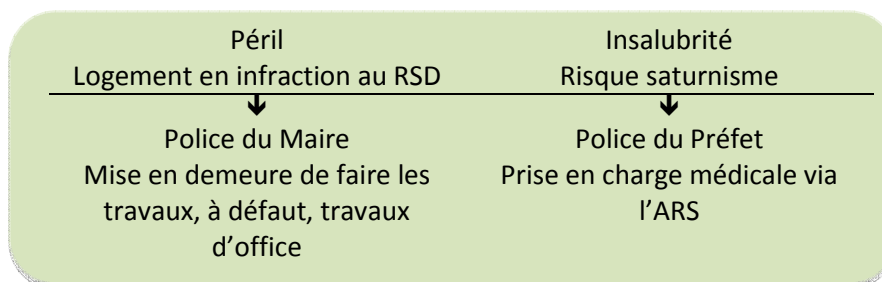 Péril
Logement en infraction au RSD
Insalubrité
Risque saturnisme
Police du Maire
Mise en demeure de faire les
travaux, à défaut, travaux
d'office
Police du Préfet
Prise en charge médicale via
l'ARS